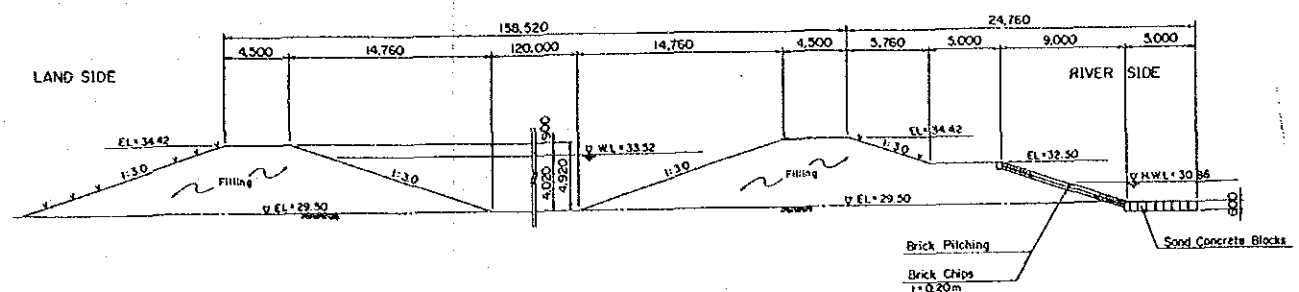 158,520
24,760
4,500
14,760
120,000
14,760
4,500
5,760
5,000
9,000
5,000
LAND SIDE
RIVER SIDE
EL=34.42
900
W.L=33.52
EL=34.42
1:3.0
Filling
1:3.0
4,020
4,920
1:3.0
Filling
1:3.0
EL=32.50
H.W.L=30.86
EL=29.50
EL=29.50
600
Brick Pitching
Sand Concrete Blocks
Brick Chips
t=0.20m